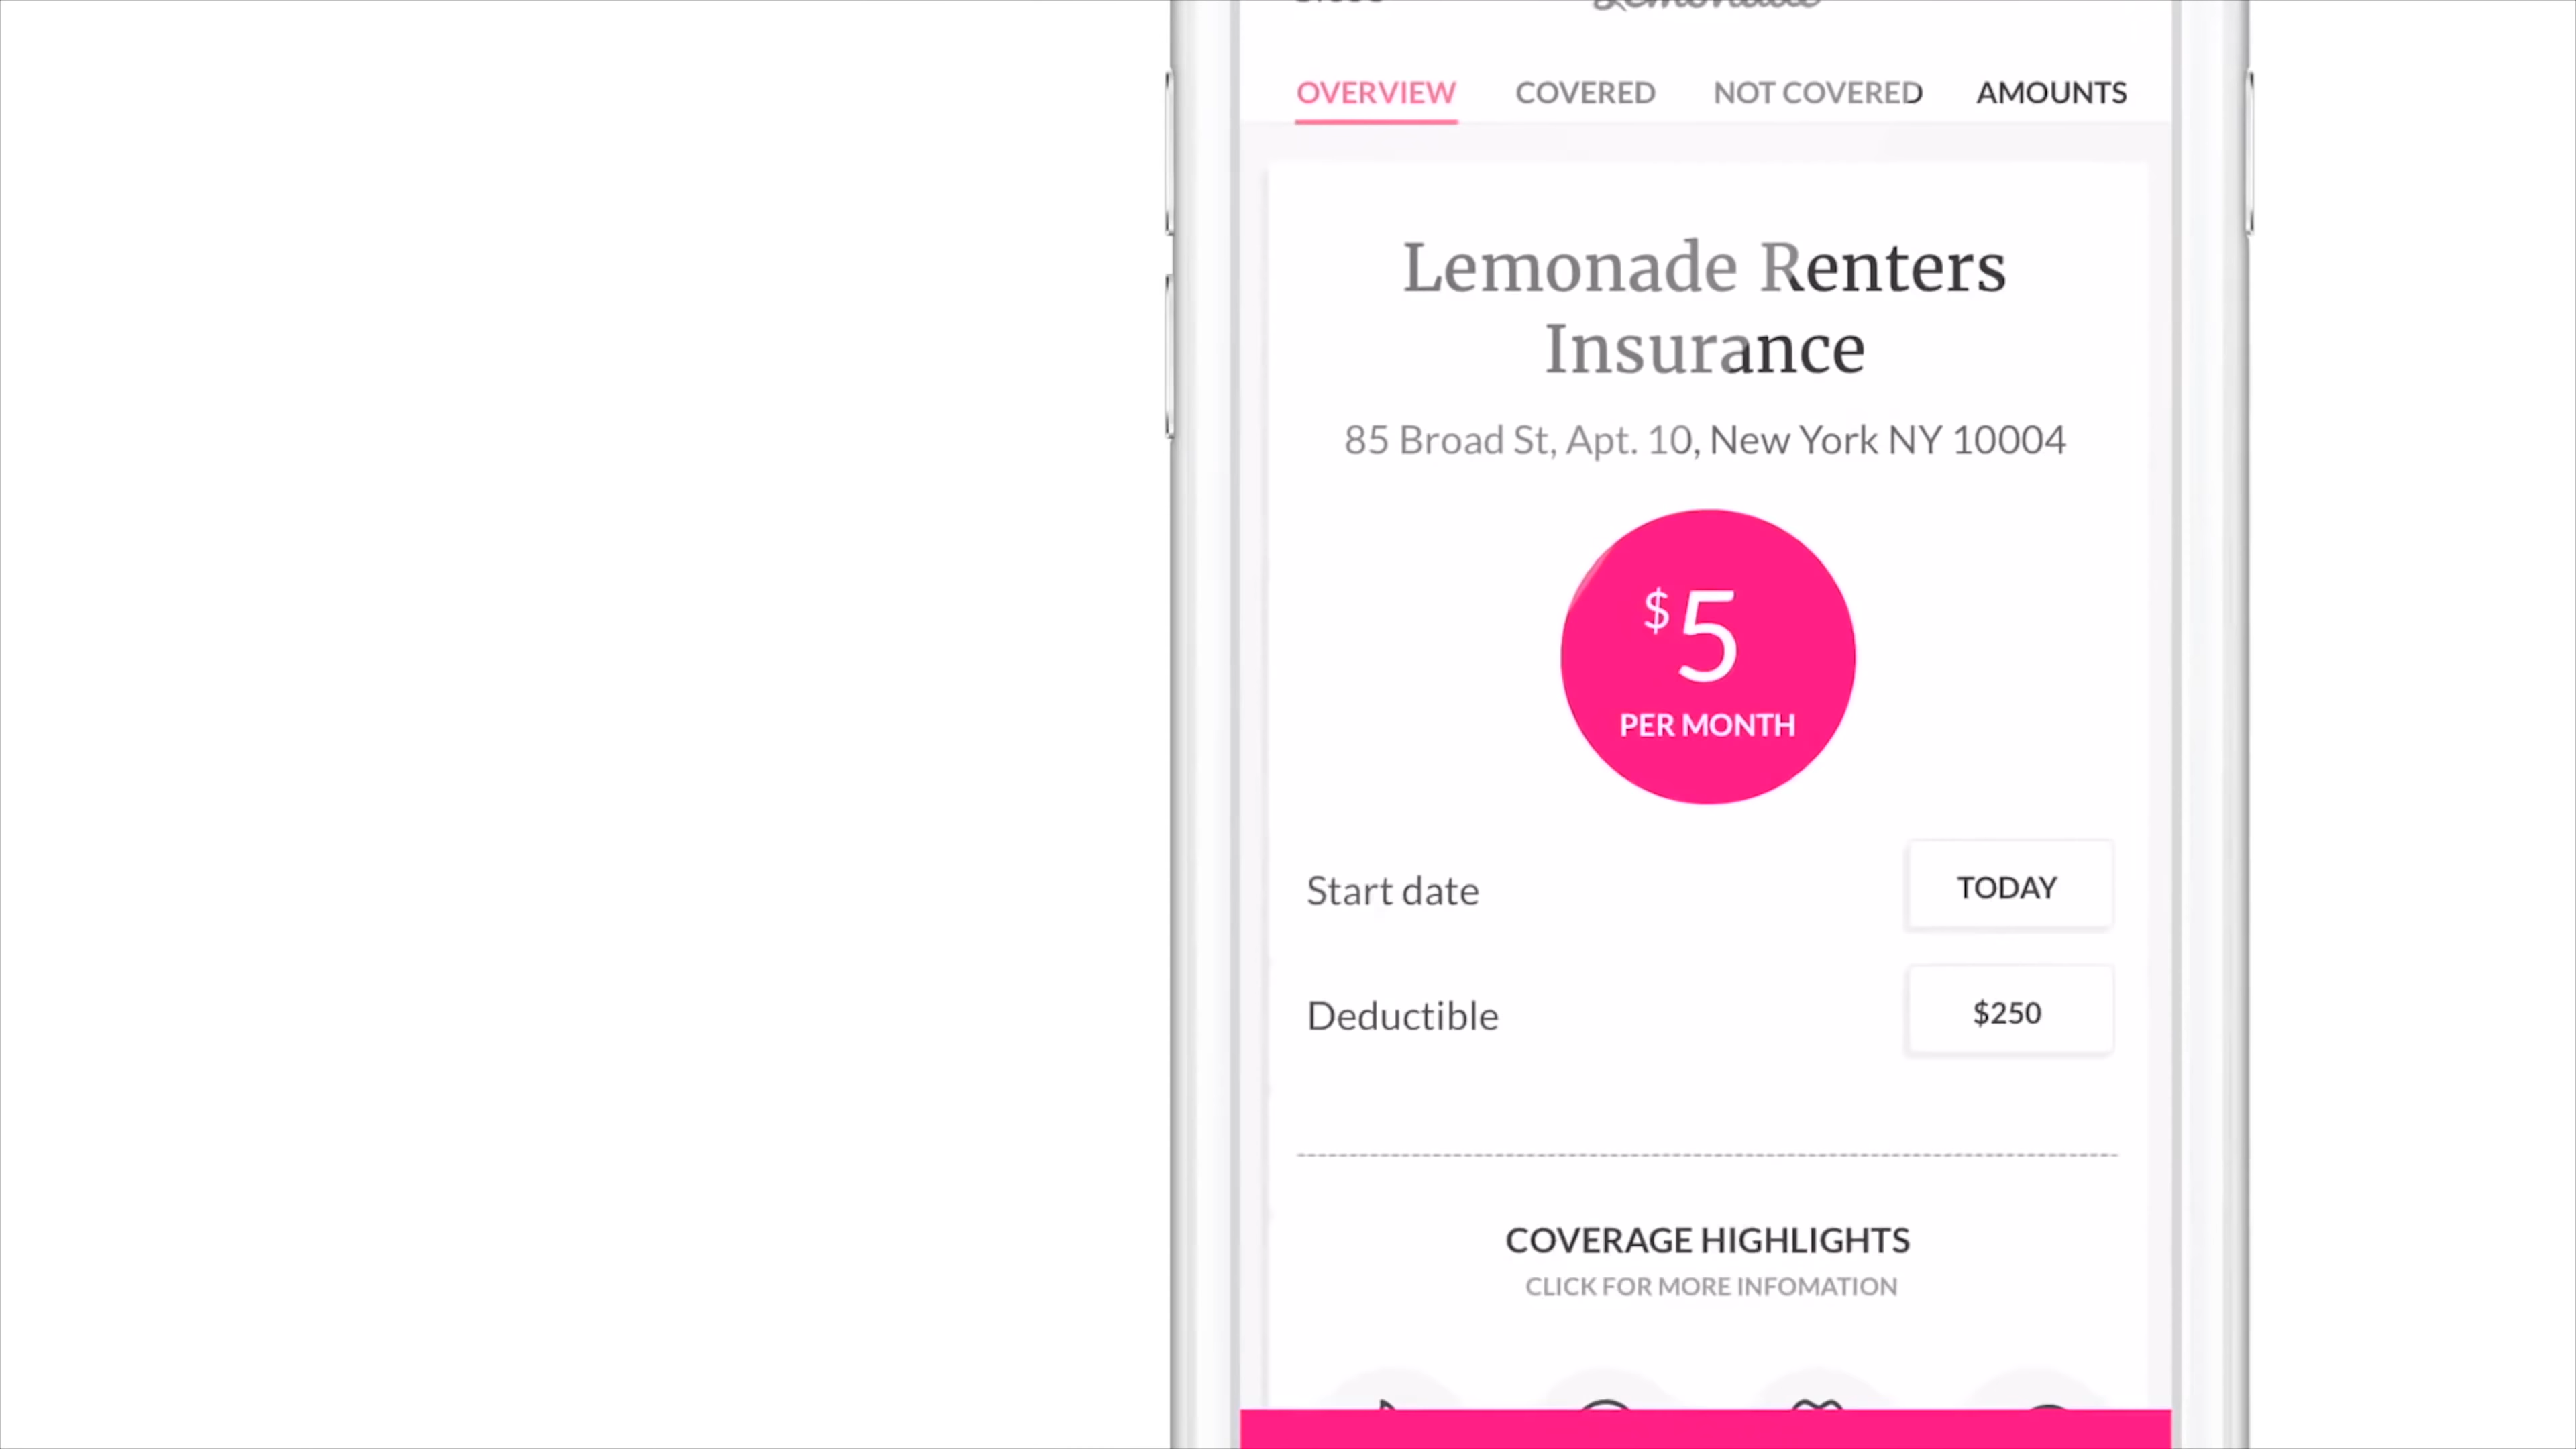 Lemonade
OVERVIEW COVERED NOT COVERED AMOUNTS
Lemonade Renters
Insurance
85 Broad St, Apt. 10, New York NY 10004
$5
PER MONTH
Start date TODAY
Deductible $250
COVERAGE HIGHLIGHTS
CLICK FOR MORE INFOMATION